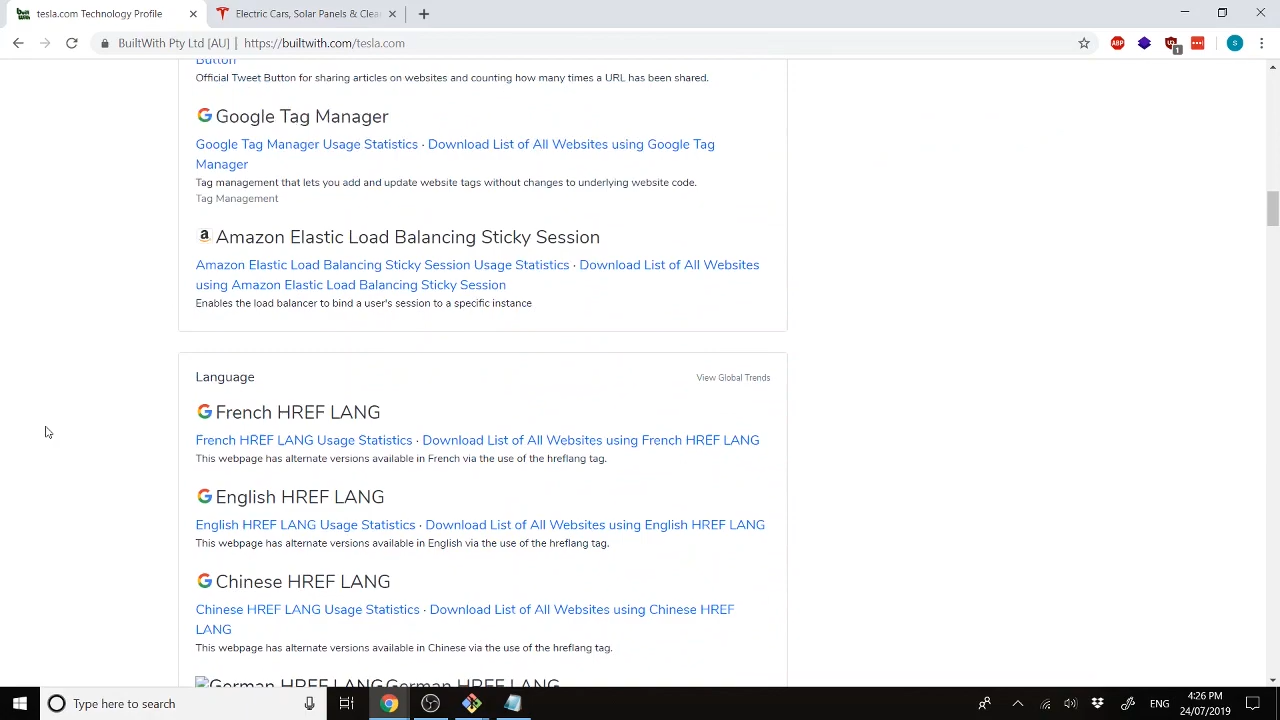 tesla.com Technology Profile
Electric Cars, Solar Panels & Clea
BuiltWith Pty Ltd [AU] | https://builtwith.com/tesla.com
ABP
1
S
Button
Official Tweet Button for sharing articles on websites and counting how many times a URL has been shared.
Google Tag Manager
Google Tag Manager Usage Statistics · Download List of All Websites using Google Tag
Manager
Tag management that lets you add and update website tags without changes to underlying website code.
Tag Management
Amazon Elastic Load Balancing Sticky Session
Amazon Elastic Load Balancing Sticky Session Usage Statistics · Download List of All Websites
using Amazon Elastic Load Balancing Sticky Session
Enables the load balancer to bind a user's session to a specific instance
Language
View Global Trends
French HREF LANG
French HREF LANG Usage Statistics · Download List of All Websites using French HREF LANG
This webpage has alternate versions available in French via the use of the hreflang tag.
English HREF LANG
English HREF LANG Usage Statistics · Download List of All Websites using English HREF LANG
This webpage has alternate versions available in English via the use of the hreflang tag.
Chinese HREF LANG
Chinese HREF LANG Usage Statistics · Download List of All Websites using Chinese HREF
LANG
This webpage has alternate versions available in Chinese via the use of the hreflang tag.
German HREF LANG German HREF LANG
Type here to search
ENG
4:26 PM
24/07/2019